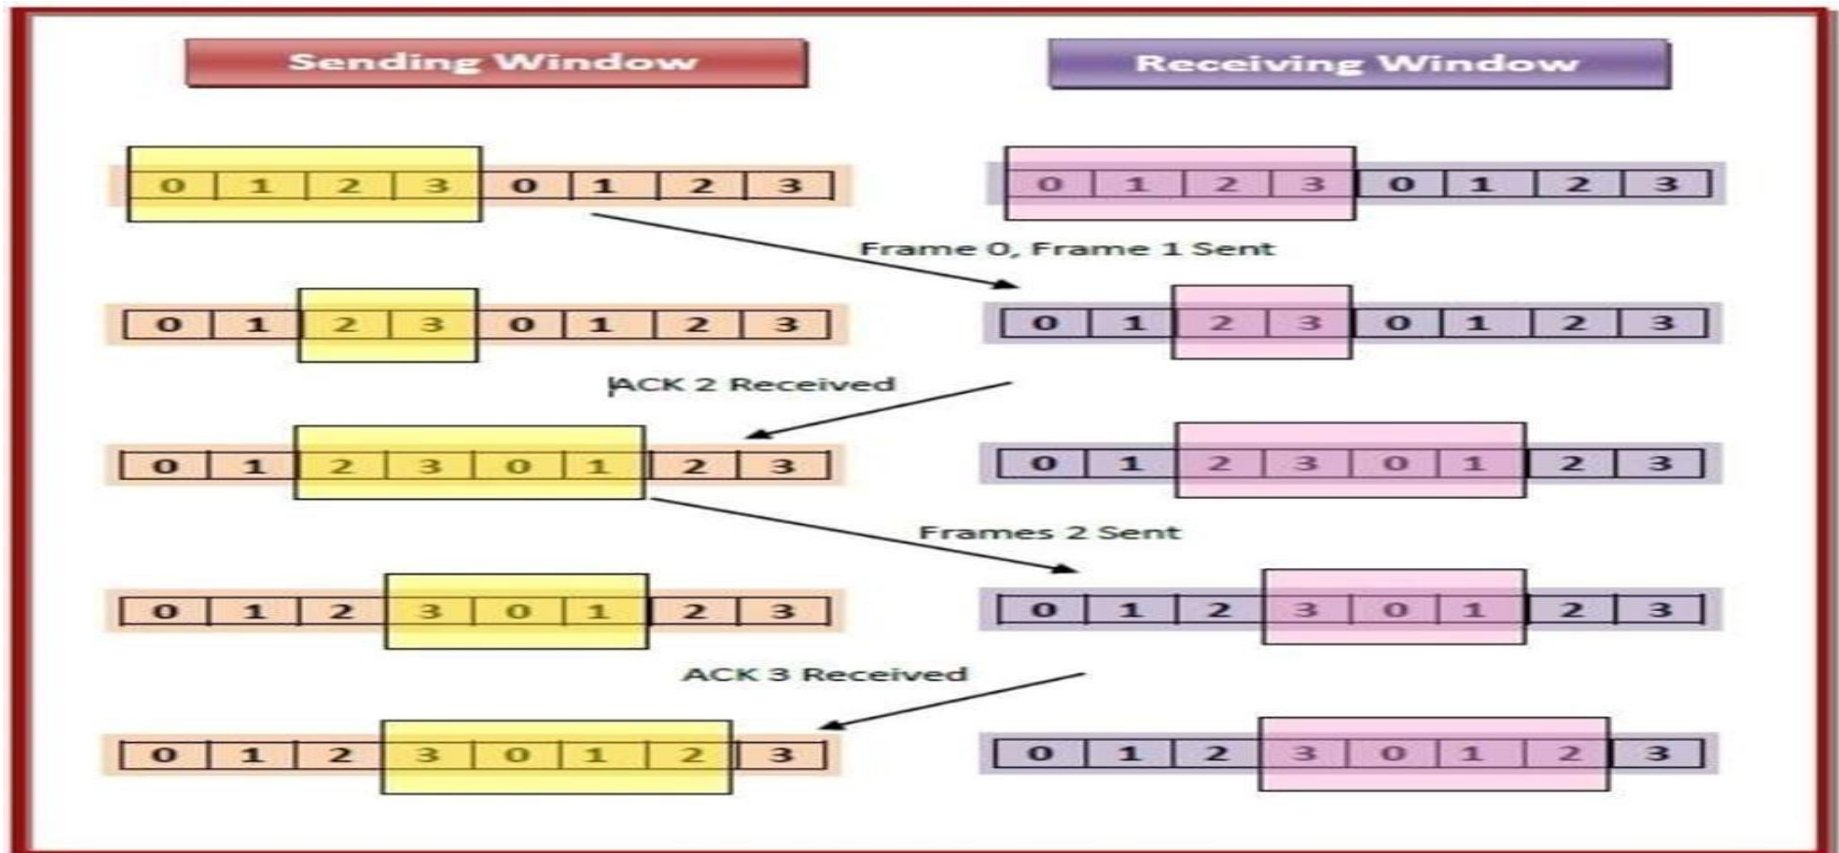 Sending Window
Receiving Window
0 1 2 3 0 1 2 3
0 1 2 3 0 1 2 3
Frame 0, Frame 1 Sent
0 1 2 3 0 1 2 3
0 1 2 3 0 1 2 3
ACK 2 Received
0 1 2 3 0 1 2 3
0 1 2 3 0 1 2 3
Frames 2 Sent
0 1 2 3 0 1 2 3
0 1 2 3 0 1 2 3
ACK 3 Received
0 1 2 3 0 1 2 3
0 1 2 3 0 1 2 3